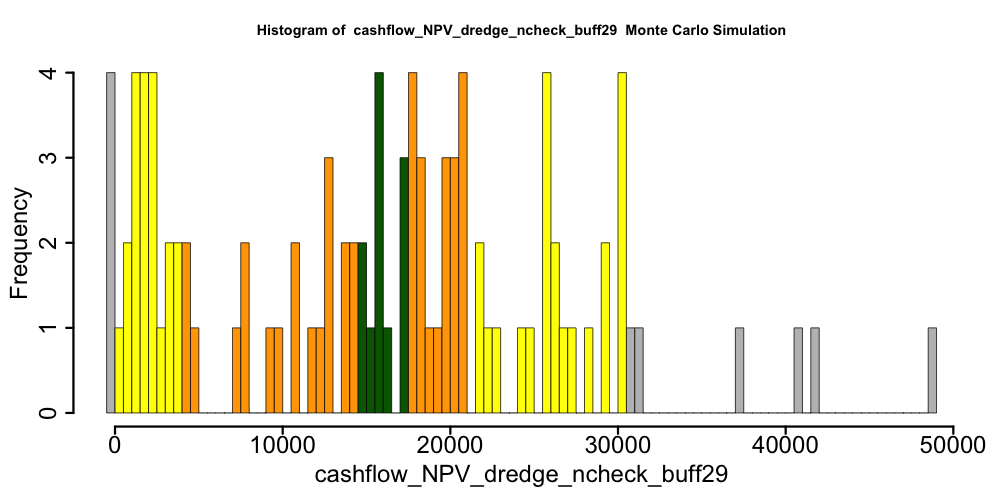 Histogram of  cashflow_NPV_dredge_ncheck_buff29  Monte Carlo Simulation
Frequency
4
3
2
1
0
0 10000 20000 30000 40000 50000
cashflow_NPV_dredge_ncheck_buff29